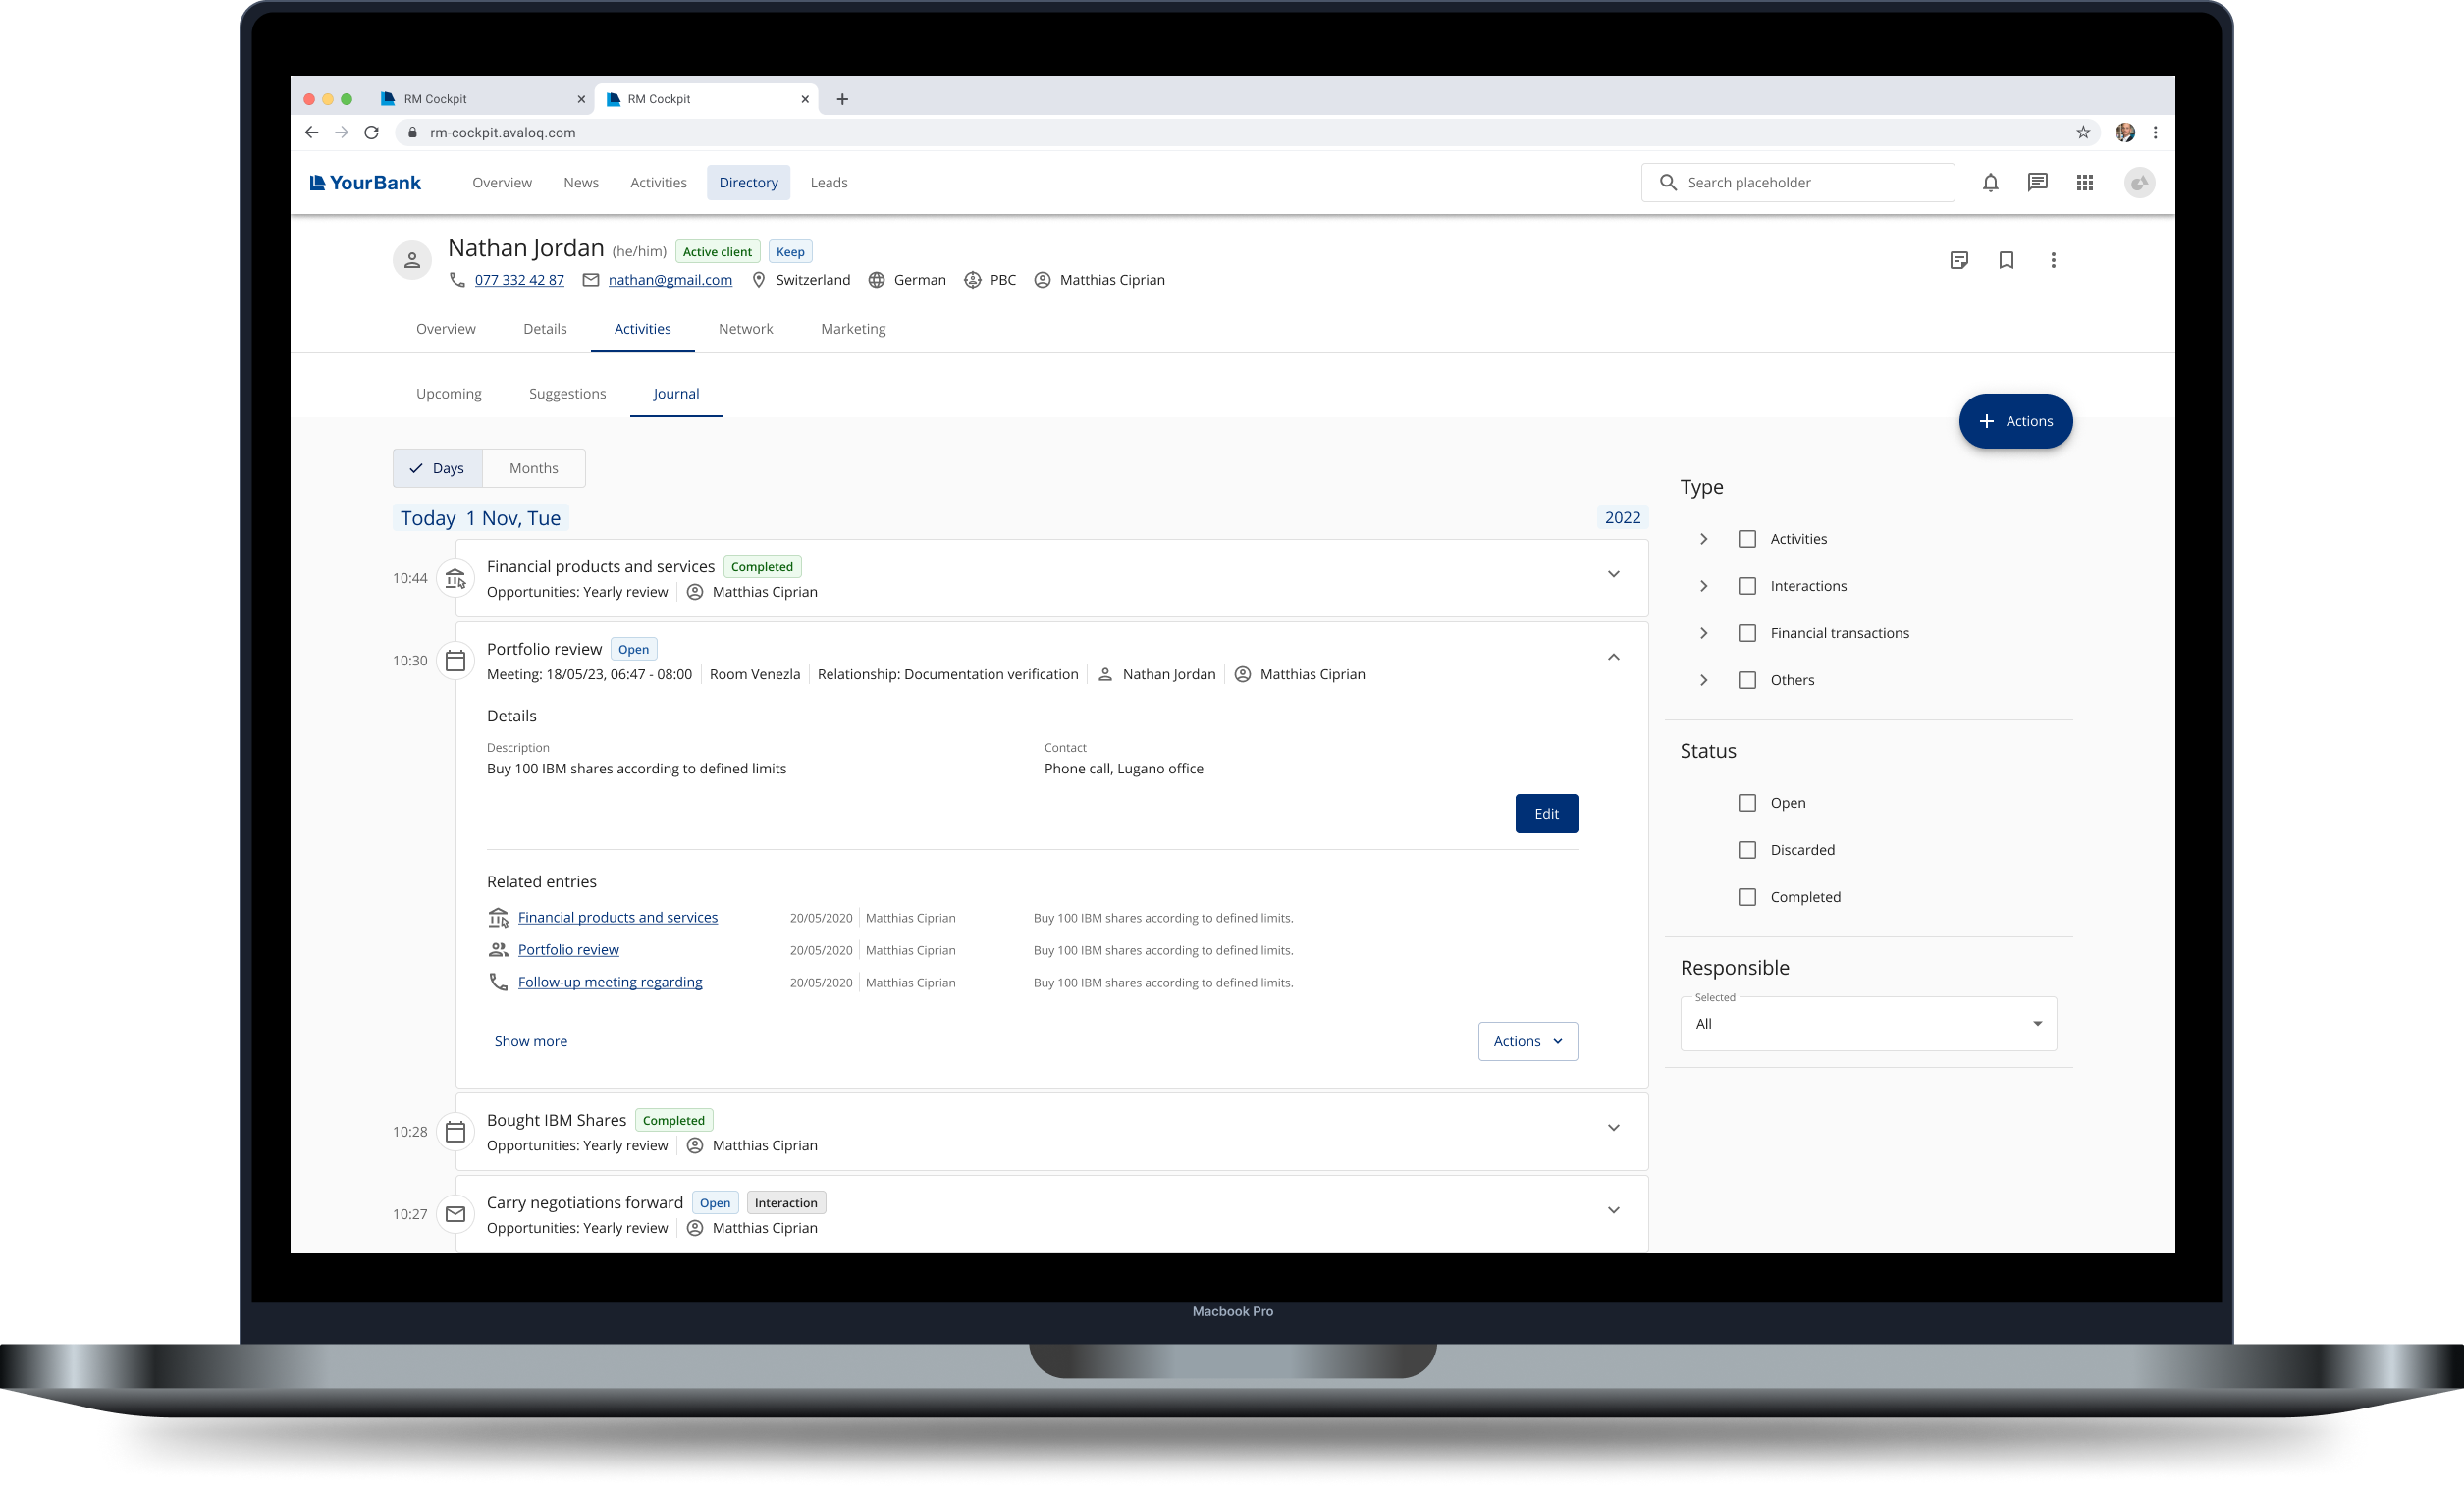 RM Cockpit RM Cockpit
rm-cockpit.avaloq.com
YourBank Overview News Activities Directory Leads Search placeholder
Nathan Jordan (he/him) Active client Keep
077 332 42 87 nathan@gmail.com Switzerland German PBC Matthias Ciprian
Overview Details Activities Network Marketing
Upcoming Suggestions Journal
Actions
Days Months
Today 1 Nov, Tue 2022
10:44
Financial products and services Completed
Opportunities: Yearly review Matthias Ciprian
10:30
Portfolio review Open
Meeting: 18/05/23, 06:47 - 08:00 Room Venezla Relationship: Documentation verification Nathan Jordan Matthias Ciprian
Details
Description Contact
Buy 100 IBM shares according to defined limits Phone call, Lugano office
Edit
Related entries
Financial products and services 20/05/2020 Matthias Ciprian Buy 100 IBM shares according to defined limits.
Portfolio review 20/05/2020 Matthias Ciprian Buy 100 IBM shares according to defined limits.
Follow-up meeting regarding 20/05/2020 Matthias Ciprian Buy 100 IBM shares according to defined limits.
Show more Actions
10:28
Bought IBM Shares Completed
Opportunities: Yearly review Matthias Ciprian
10:27
Carry negotiations forward Open Interaction
Opportunities: Yearly review Matthias Ciprian
Type
Activities
Interactions
Financial transactions
Others
Status
Open
Discarded
Completed
Responsible
Selected
All
Macbook Pro